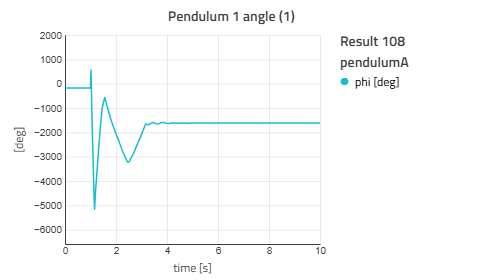 Pendulum 1 angle (1)
Result 108
pendulumA
phi [deg]
2000
1000
0
−1000
−2000
−3000
−4000
−5000
−6000
[deg]
0 2 4 6 8 10
time [s]